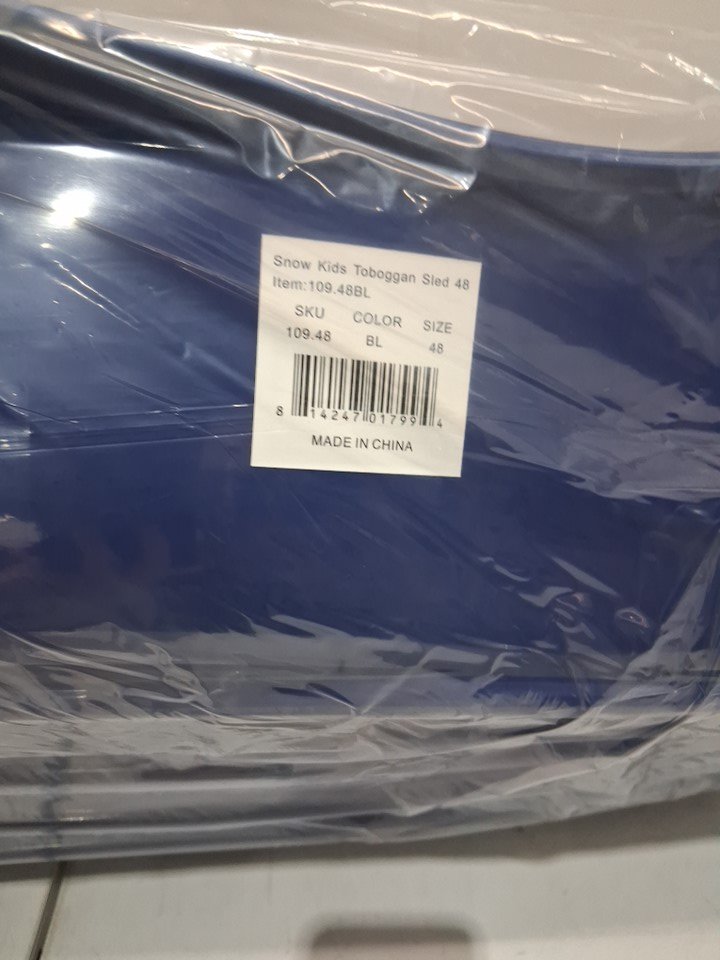 Snow Kids Toboggan Sled 48
Item:109.48BL
SKU COLOR SIZE
109.48 BL 48
8 14247 01799 4
MADE IN CHINA